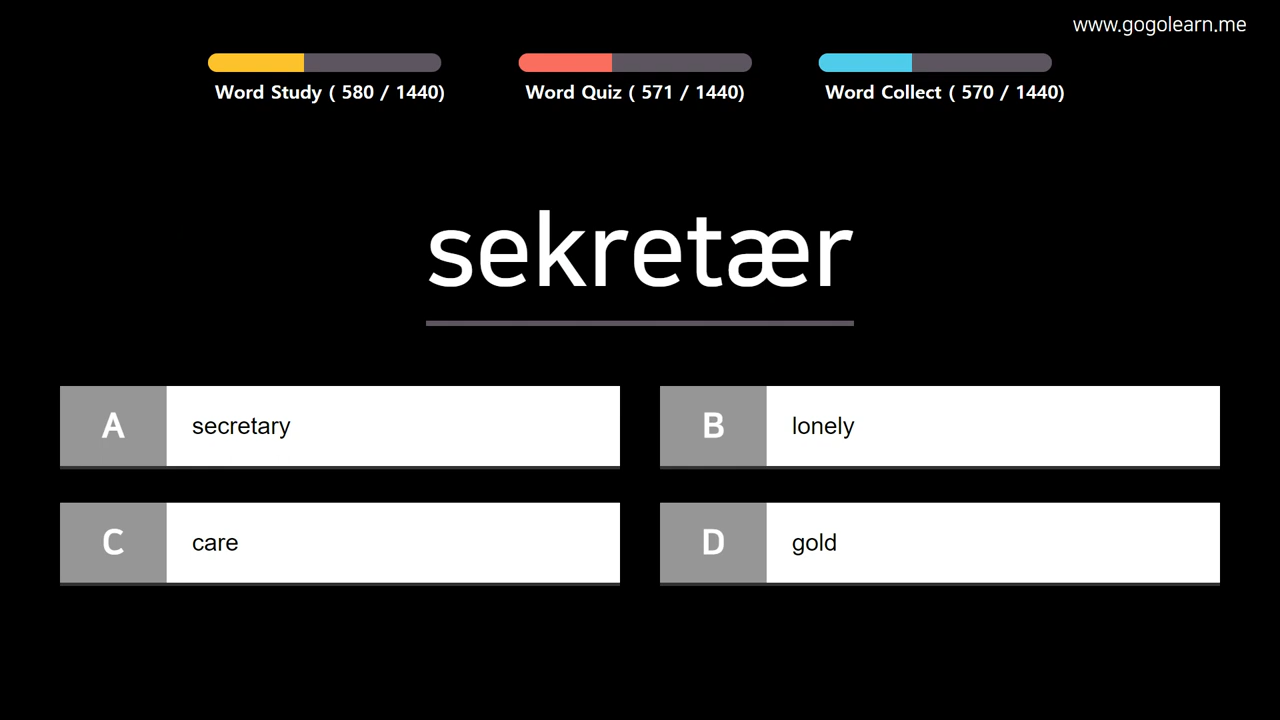 www.gogolearn.me
Word Study ( 580 / 1440)
Word Quiz ( 571 / 1440)
Word Collect ( 570 / 1440)
sekretær
A secretary
B lonely
C care
D gold